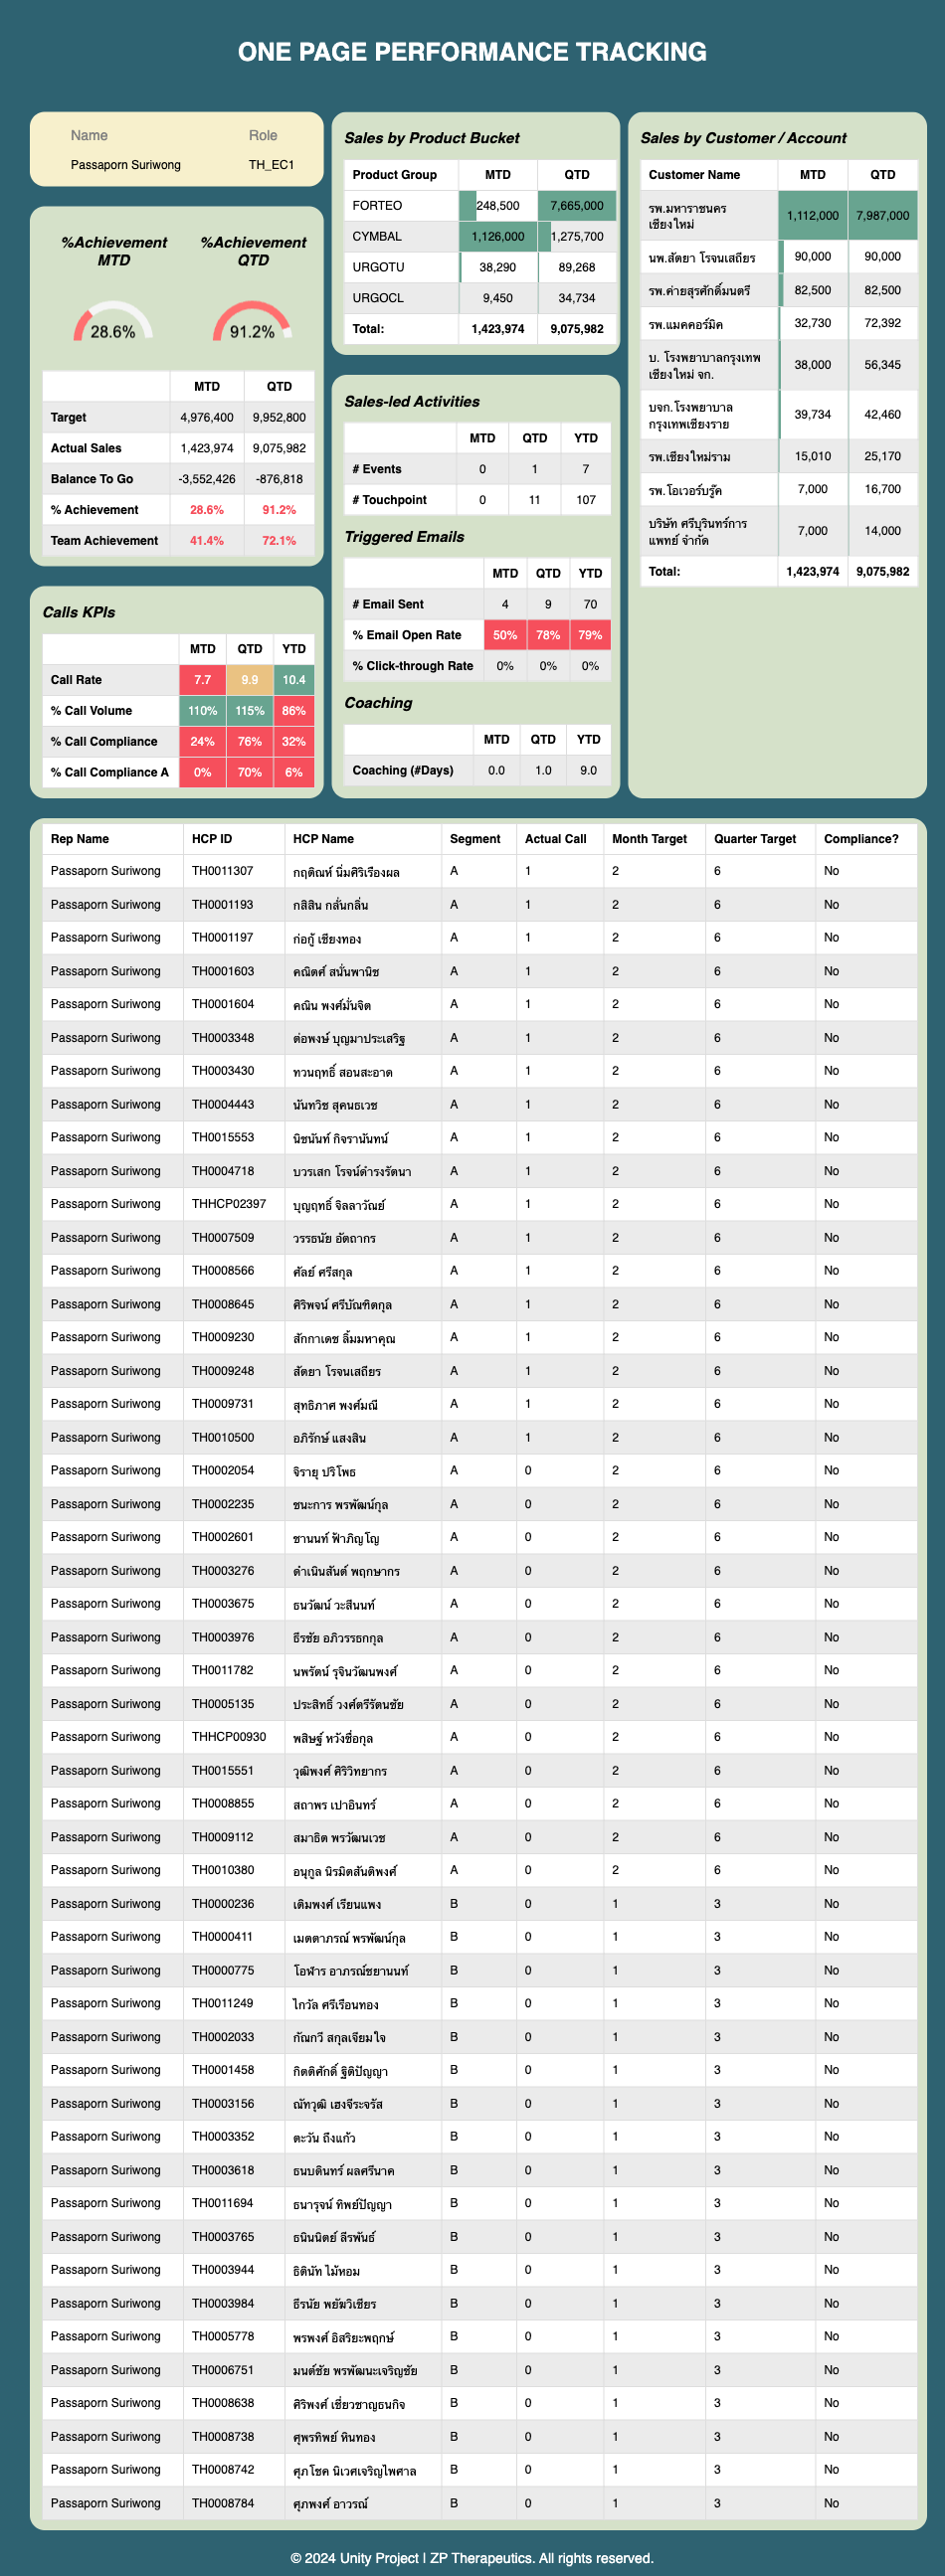 ONE PAGE PERFORMANCE TRACKING
Name Role
Passaporn Suriwong TH_EC1
%Achievement MTD
%Achievement QTD
28.6% 91.2%
MTD QTD
Target 4,976,400 9,952,800
Actual Sales 1,423,974 9,075,982
Balance To Go -3,552,426 -876,818
% Achievement 28.6% 91.2%
Team Achievement 41.4% 72.1%
Calls KPIs
MTD QTD YTD
Call Rate 7.7 9.9 10.4
% Call Volume 110% 115% 86%
% Call Compliance 24% 76% 32%
% Call Compliance A 0% 70% 6%
Sales by Product Bucket
Product Group MTD QTD
FORTEO 248,500 7,665,000
CYMBAL 1,126,000 1,275,700
URGOTU 38,290 89,268
URGOCL 9,450 34,734
Total: 1,423,974 9,075,982
Sales-led Activities
MTD QTD YTD
# Events 0 1 7
# Touchpoint 0 11 107
Triggered Emails
MTD QTD YTD
# Email Sent 4 9 70
% Email Open Rate 50% 78% 79%
% Click-through Rate 0% 0% 0%
Coaching
MTD QTD YTD
Coaching (#Days) 0.0 1.0 9.0
Sales by Customer / Account
Customer Name MTD QTD
รพ.มหาราชนคร
เชียงใหม่ 1,112,000 7,987,000
นพ.สัตยา โรจนเสถียร 90,000 90,000
รพ.ค่ายสุรศักดิ์มนตรี 82,500 82,500
รพ.แมคคอร์มิค 32,730 72,392
บ. โรงพยาบาลกรุงเทพ
เชียงใหม่ จก. 38,000 56,345
บจก.โรงพยาบาล
กรุงเทพเชียงราย 39,734 42,460
รพ.เชียงใหม่ราม 15,010 25,170
รพ.โอเวอร์บรู๊ค 7,000 16,700
บริษัท ศรีบุรินทร์การ
แพทย์ จำกัด 7,000 14,000
Total: 1,423,974 9,075,982
Rep Name HCP ID HCP Name Segment Actual Call Month Target Quarter Target Compliance?
Passaporn Suriwong TH0011307 กฤติณห์ นิ่มศิริเรืองผล A 1 2 6 No
Passaporn Suriwong TH0001193 กสิสิน กลั่นกลิ่น A 1 2 6 No
Passaporn Suriwong TH0001197 ก่อกู้ เชียงทอง A 1 2 6 No
Passaporn Suriwong TH0001603 คณิตศ์ สนั่นพานิช A 1 2 6 No
Passaporn Suriwong TH0001604 คณิน พงศ์มั่นจิต A 1 2 6 No
Passaporn Suriwong TH0003348 ต่อพงษ์ บุญมาประเสริฐ A 1 2 6 No
Passaporn Suriwong TH0003430 ทวนฤทธิ์ สอนสะอาด A 1 2 6 No
Passaporn Suriwong TH0004443 นันทวิช สุคนธเวช A 1 2 6 No
Passaporn Suriwong TH0015553 นิชนันท์ กิจรานันทน์ A 1 2 6 No
Passaporn Suriwong TH0004718 บวรเสก โรจน์ดำรงรัตนา A 1 2 6 No
Passaporn Suriwong THHCP02397 บุญฤทธิ์ จิลลาวัณย์ A 1 2 6 No
Passaporn Suriwong TH0007509 วรรธนัย อัตถากร A 1 2 6 No
Passaporn Suriwong TH0008566 ศัลย์ ศรีสกุล A 1 2 6 No
Passaporn Suriwong TH0008645 ศิริพจน์ ศรีบัณฑิตกุล A 1 2 6 No
Passaporn Suriwong TH0009230 สักกาเดช ลิ้มมหาคุณ A 1 2 6 No
Passaporn Suriwong TH0009248 สัตยา โรจนเสถียร A 1 2 6 No
Passaporn Suriwong TH0009731 สุทธิภาศ พงศ์มณี A 1 2 6 No
Passaporn Suriwong TH0010500 อภิรักษ์ แสงสิน A 1 2 6 No
Passaporn Suriwong TH0002054 จิรายุ ปริโพธ A 0 2 6 No
Passaporn Suriwong TH0002235 ชนะการ พรพัฒน์กุล A 0 2 6 No
Passaporn Suriwong TH0002601 ชานนท์ ฟ้าภิญโญ A 0 2 6 No
Passaporn Suriwong TH0003276 ดำเนินสันต์ พฤกษากร A 0 2 6 No
Passaporn Suriwong TH0003675 ธนวัฒน์ วะสีนนท์ A 0 2 6 No
Passaporn Suriwong TH0003976 ธีรชัย อภิวรรธกกุล A 0 2 6 No
Passaporn Suriwong TH0011782 นพรัตน์ รุจินวัฒนพงศ์ A 0 2 6 No
Passaporn Suriwong TH0005135 ประสิทธิ์ วงศ์ตรีรัตนชัย A 0 2 6 No
Passaporn Suriwong THHCP00930 พสิษฐ์ หวังซื่อกุล A 0 2 6 No
Passaporn Suriwong TH0015551 วุฒิพงศ์ ศิริวิทยากร A 0 2 6 No
Passaporn Suriwong TH0008855 สถาพร เปาอินทร์ A 0 2 6 No
Passaporn Suriwong TH0009112 สมาธิต พรวัฒนเวช A 0 2 6 No
Passaporn Suriwong TH0010380 อนุกูล นิรมิตสันติพงศ์ A 0 2 6 No
Passaporn Suriwong TH0000236 เติมพงศ์ เรียนแพง B 0 1 3 No
Passaporn Suriwong TH0000411 เมตตาภรณ์ พรพัฒน์กุล B 0 1 3 No
Passaporn Suriwong TH0000775 โอฬาร อาภรณ์ชยานนท์ B 0 1 3 No
Passaporn Suriwong TH0011249 ไกวัล ศรีเรือนทอง B 0 1 3 No
Passaporn Suriwong TH0002033 กัณกวี สกุลเจียมใจ B 0 1 3 No
Passaporn Suriwong TH0001458 กิตติศักดิ์ ฐิติปัญญา B 0 1 3 No
Passaporn Suriwong TH0003156 ณัทวุฒิ เฮงจีระจรัส B 0 1 3 No
Passaporn Suriwong TH0003352 ตะวัน ถึงแก้ว B 0 1 3 No
Passaporn Suriwong TH0003618 ธนบดินทร์ ผลศรีนาค B 0 1 3 No
Passaporn Suriwong TH0011694 ธนารุจน์ ทิพย์ปัญญา B 0 1 3 No
Passaporn Suriwong TH0003765 ธนินนิตย์ ลีรพันธ์ B 0 1 3 No
Passaporn Suriwong TH0003944 ธิตินัท ไม้หอม B 0 1 3 No
Passaporn Suriwong TH0003984 ธีรนัย พยัฆวิเชียร B 0 1 3 No
Passaporn Suriwong TH0005778 พรพงศ์ อิสริยะพฤกษ์ B 0 1 3 No
Passaporn Suriwong TH0006751 มนต์ชัย พรพัฒนะเจริญชัย B 0 1 3 No
Passaporn Suriwong TH0008638 ศิริพงศ์ เชี่ยวชาญธนกิจ B 0 1 3 No
Passaporn Suriwong TH0008738 ศุพรทิพย์ หินทอง B 0 1 3 No
Passaporn Suriwong TH0008742 ศุภโชค นิเวศเจริญไพศาล B 0 1 3 No
Passaporn Suriwong TH0008784 ศุภพงศ์ อาวรณ์ B 0 1 3 No
© 2024 Unity Project | ZP Therapeutics. All rights reserved.